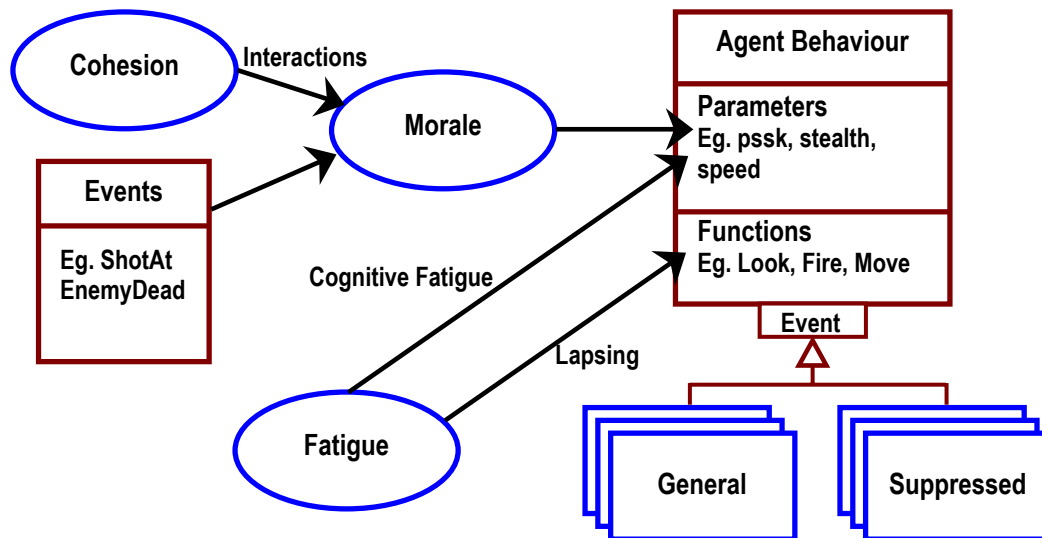 Cohesion
Interactions
Morale
Events
Eg. ShotAt
EnemyDead
Agent Behaviour
Parameters
Eg. pssk, stealth,
speed
Functions
Eg. Look, Fire, Move
Event
Cognitive Fatigue
Lapsing
Fatigue
General
Suppressed